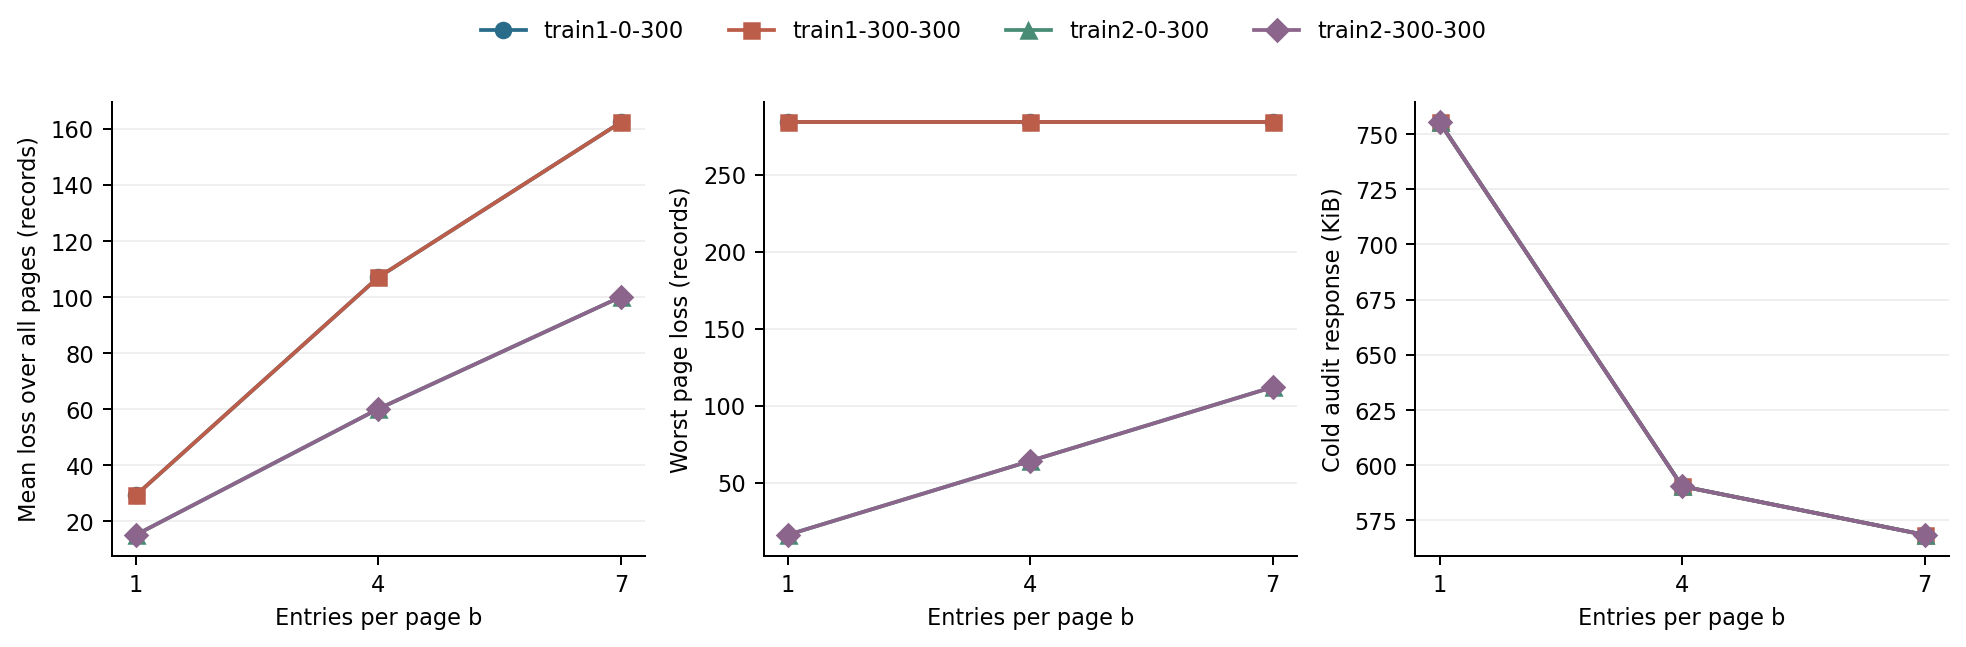 train1-0-300 train1-300-300 train2-0-300 train2-300-300
Mean loss over all pages (records)
160
140
120
100
80
60
40
20
1 4 7
Entries per page b
Worst page loss (records)
250
200
150
100
50
1 4 7
Entries per page b
Cold audit response (KiB)
750
725
700
675
650
625
600
575
1 4 7
Entries per page b